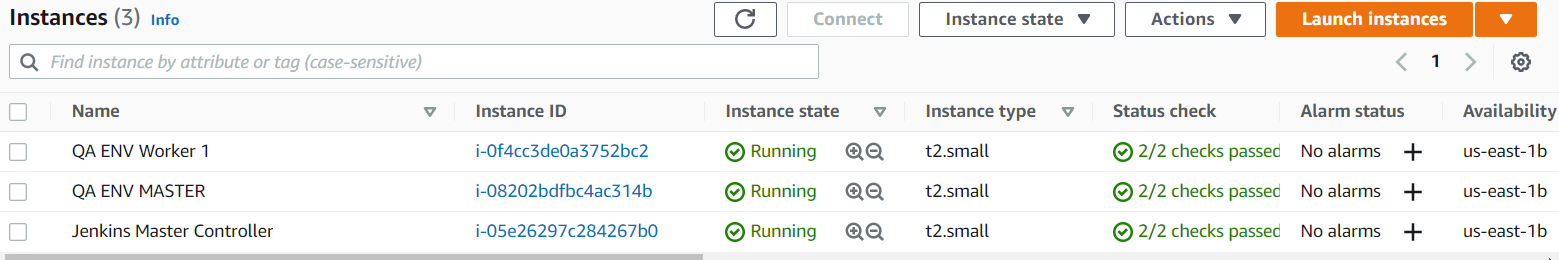 Instances (3) Info Connect Instance state Actions Launch instances
Find instance by attribute or tag (case-sensitive) 1
Name Instance ID Instance state Instance type Status check Alarm status Availability
QA ENV Worker 1 i-0f4cc3de0a3752bc2 Running t2.small 2/2 checks passed No alarms us-east-1b
QA ENV MASTER i-08202bdfbc4ac314b Running t2.small 2/2 checks passed No alarms us-east-1b
Jenkins Master Controller i-05e26297c284267b0 Running t2.small 2/2 checks passed No alarms us-east-1b